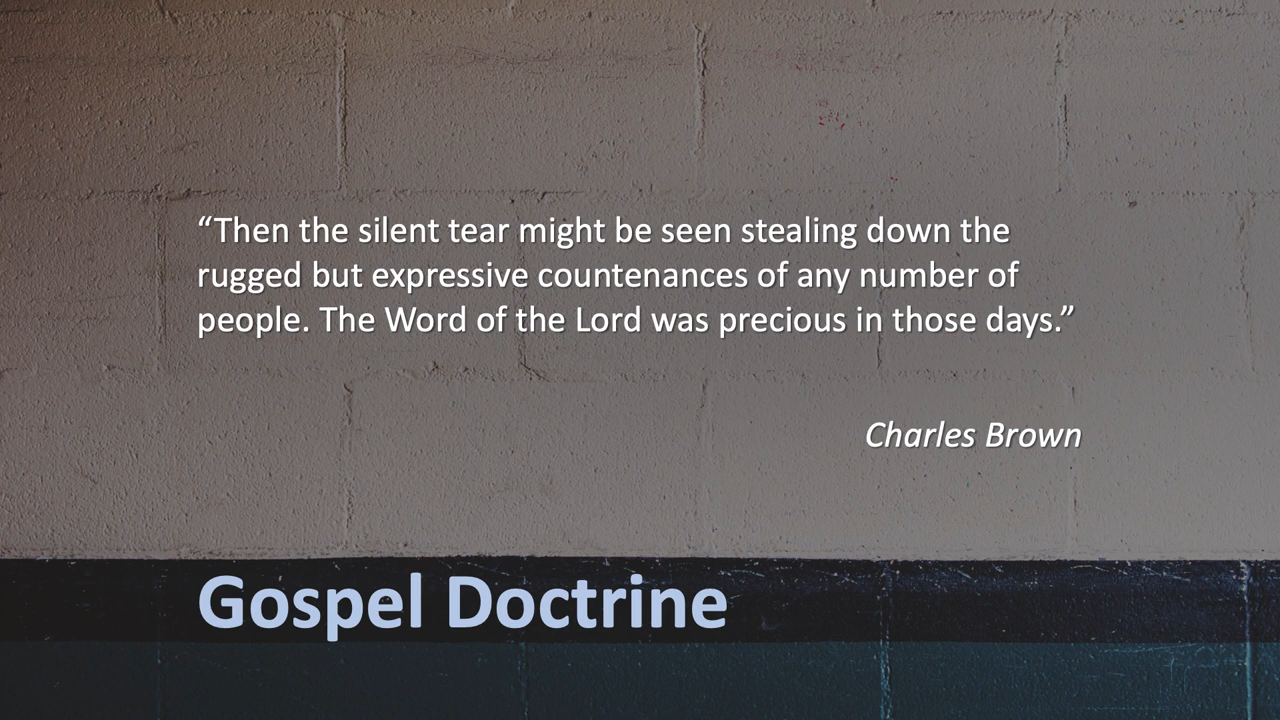 “Then the silent tear might be seen stealing down the
rugged but expressive countenances of any number of
people. The Word of the Lord was precious in those days.”
Charles Brown
Gospel Doctrine